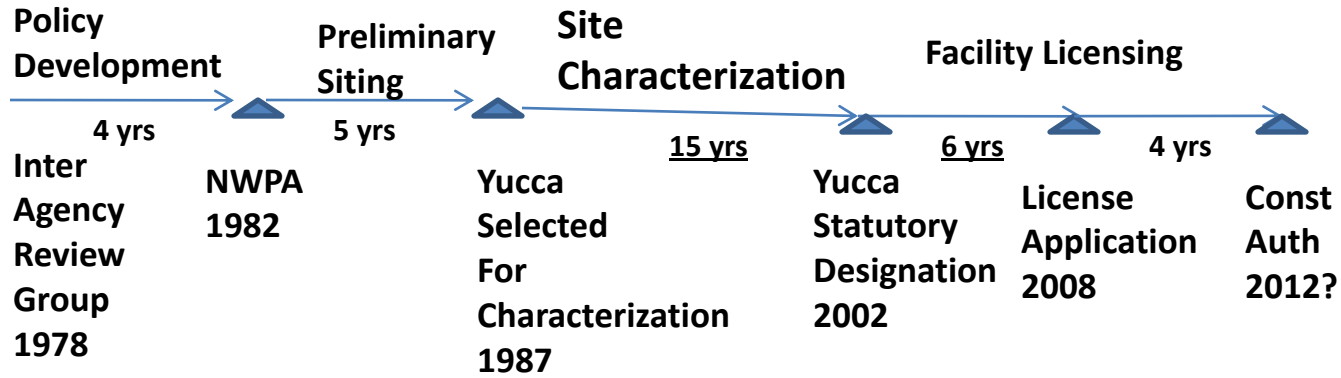 Policy
Development
Preliminary
Siting
Site
Characterization
Facility Licensing
4 yrs
5 yrs
15 yrs
6 yrs
4 yrs
Inter
Agency
Review
Group
1978
NWPA
1982
Yucca
Selected
For
Characterization
1987
Yucca
Statutory
Designation
2002
License
Application
2008
Const
Auth
2012?